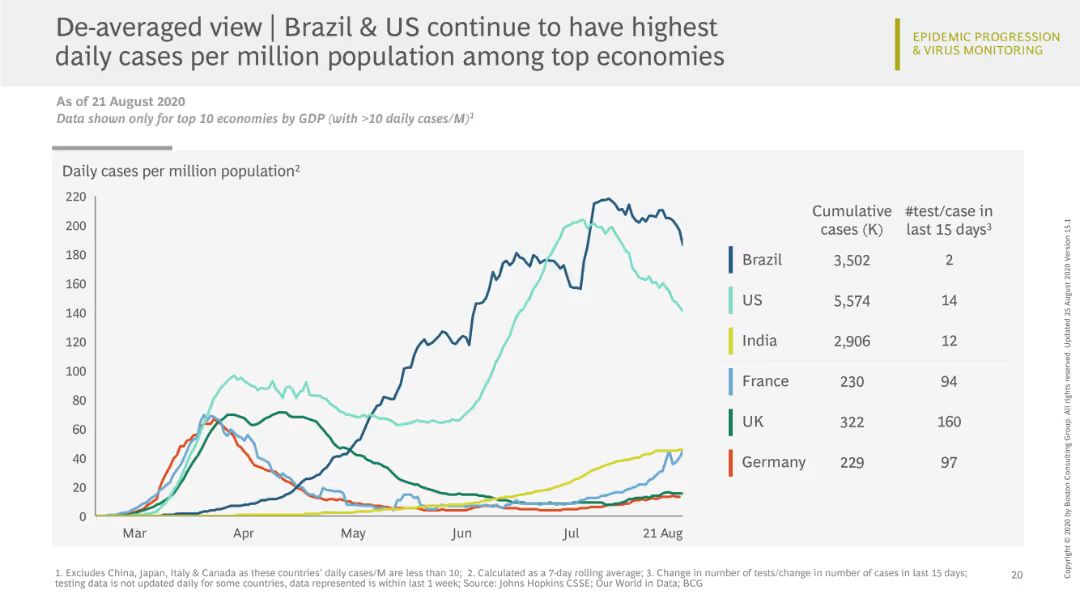 De-averaged view | Brazil & US continue to have highest
daily cases per million population among top economies
EPIDEMIC PROGRESSION
& VIRUS MONITORING
As of 21 August 2020
Data shown only for top 10 economies by GDP (with >10 daily cases/M)¹
Daily cases per million population²
220
200
180
160
140
120
100
80
60
40
20
0
Mar Apr May Jun Jul 21 Aug
Cumulative cases (K) #test/case in last 15 days³
Brazil 3,502 2
US 5,574 14
India 2,906 12
France 230 94
UK 322 160
Germany 229 97
1. Excludes China, Japan, Italy & Canada as these countries' daily cases/M are less than 10; 2. Calculated as a 7-day rolling average; 3. Change in number of tests/change in number of cases in last 15 days;
testing data is not updated daily for some countries, data represented is within last 1 week; Source: Johns Hopkins CSSE; Our World in Data; BCG
20
Copyright © 2020 by Boston Consulting Group. All rights reserved. Updated 25 August 2020 Version 15.1